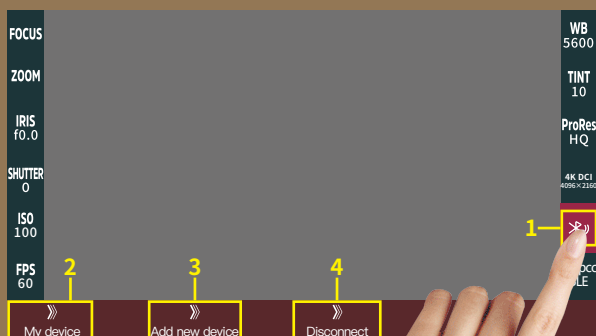 FOCUS
ZOOM
IRIS
f0.0
SHUTTER
0
ISO
100
FPS
60
WB
5600
TINT
10
ProRes
HQ
4K DCI
4096×2160
1
2
3
4
My device
Add new device
Disconnect